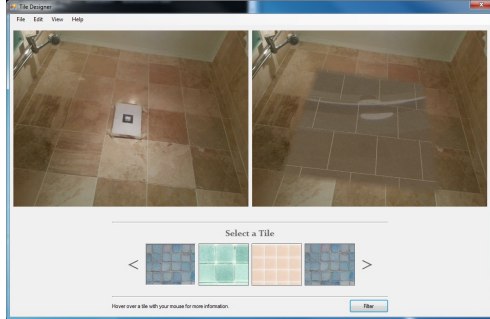 Tile Designer
File Edit View Help
Select a Tile
< >
Hover over a tile with your mouse for more information.
Filter